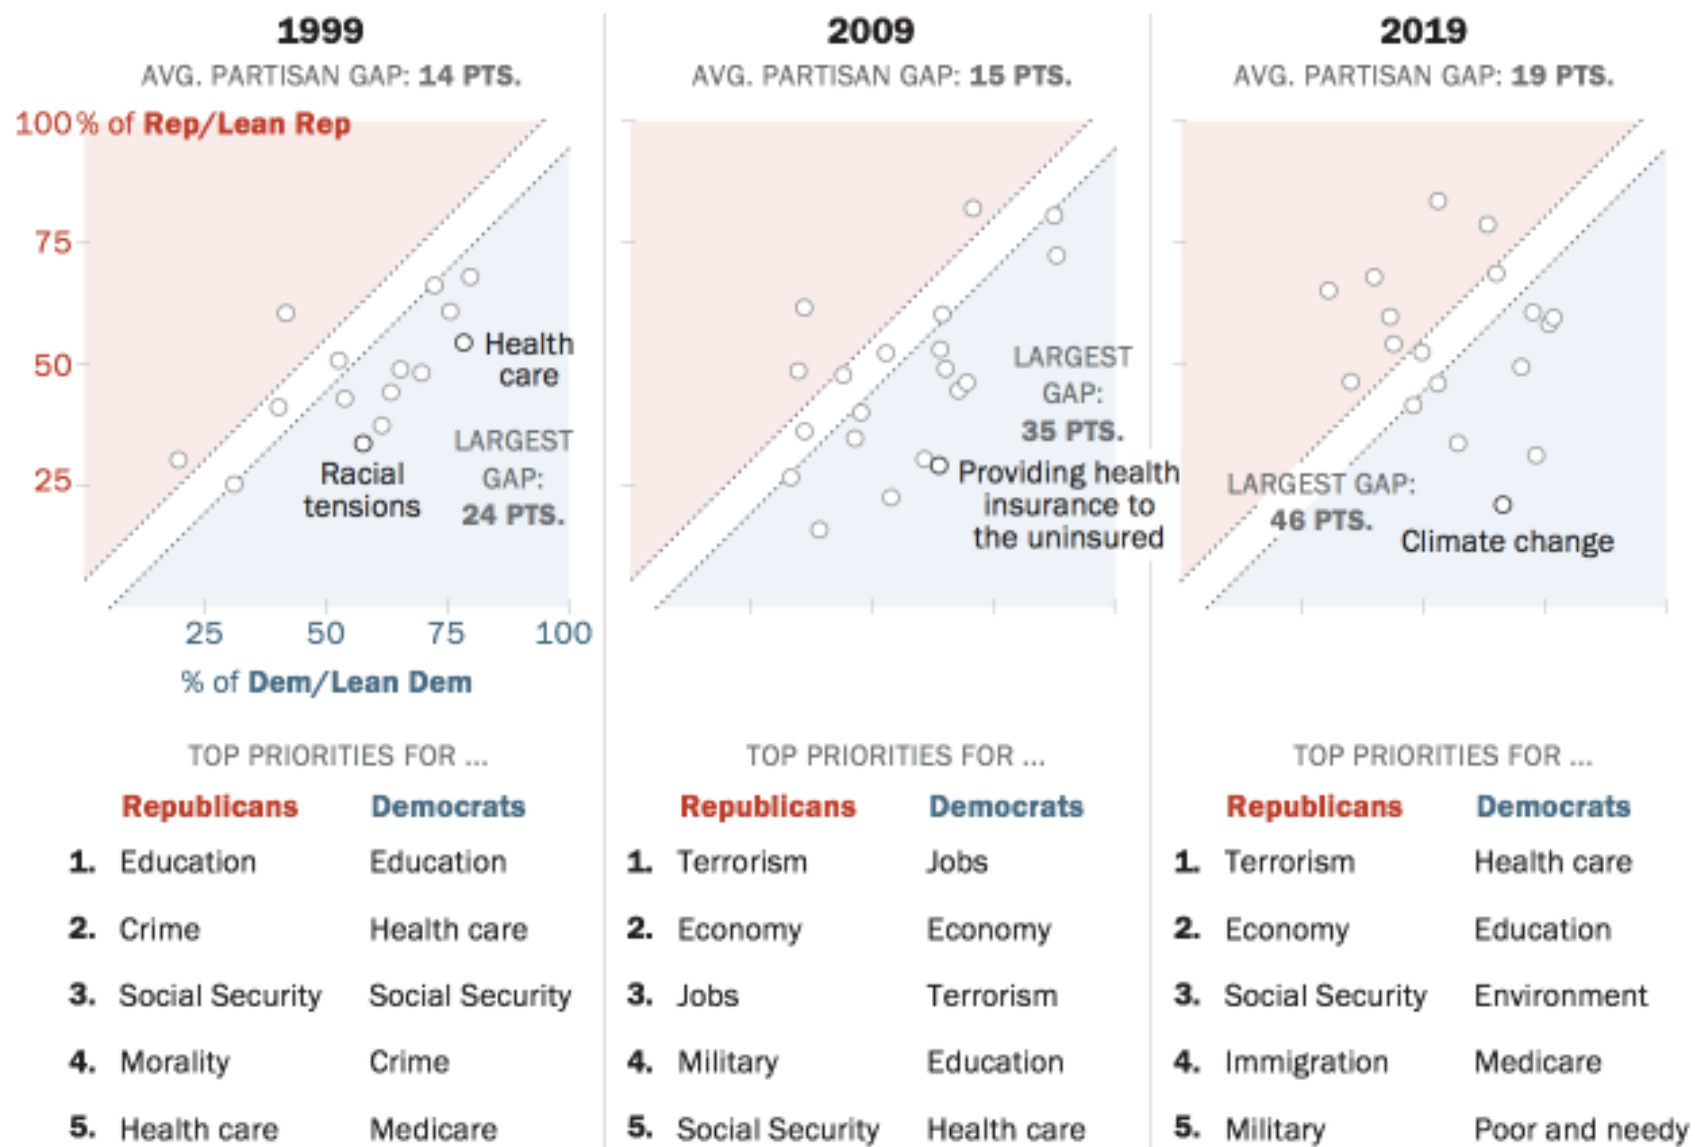 1999
AVG. PARTISAN GAP: 14 PTS.
100% of Rep/Lean Rep
75
50
25
Health
care
LARGEST
GAP:
24 PTS.
Racial
tensions
25 50 75 100
% of Dem/Lean Dem
TOP PRIORITIES FOR ...
Republicans Democrats
1. Education Education
2. Crime Health care
3. Social Security Social Security
4. Morality Crime
5. Health care Medicare
2009
AVG. PARTISAN GAP: 15 PTS.
LARGEST
GAP:
35 PTS.
Providing health
insurance to
the uninsured
TOP PRIORITIES FOR ...
Republicans Democrats
1. Terrorism Jobs
2. Economy Economy
3. Jobs Terrorism
4. Military Education
5. Social Security Health care
2019
AVG. PARTISAN GAP: 19 PTS.
LARGEST GAP:
46 PTS.
Climate change
TOP PRIORITIES FOR ...
Republicans Democrats
1. Terrorism Health care
2. Economy Education
3. Social Security Environment
4. Immigration Medicare
5. Military Poor and needy